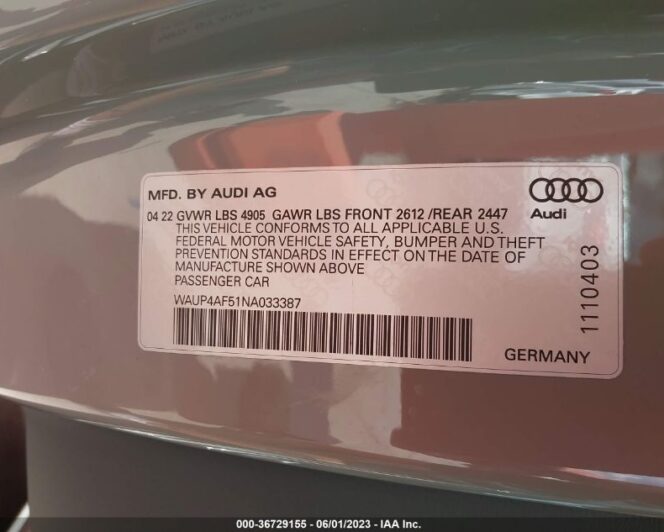 MFD. BY AUDI AG
04 22 GVWR LBS 4905 GAWR LBS FRONT 2612 /REAR 2447
THIS VEHICLE CONFORMS TO ALL APPLICABLE U.S.
FEDERAL MOTOR VEHICLE SAFETY, BUMPER AND THEFT
PREVENTION STANDARDS IN EFFECT ON THE DATE OF
MANUFACTURE SHOWN ABOVE
PASSENGER CAR
WAUP4AF51NA033387
Audi
1110403
GERMANY
000-36729155 - 06/01/2023 - IAA Inc.